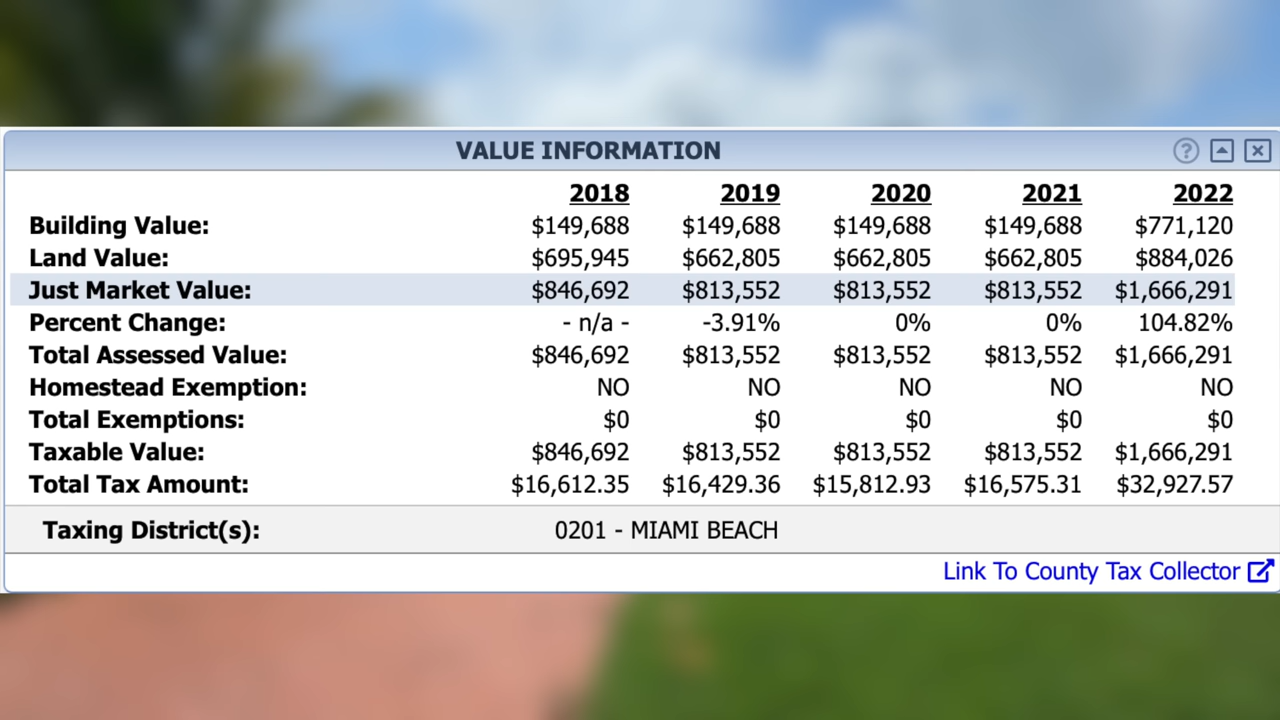 VALUE INFORMATION
2018 2019 2020 2021 2022
Building Value: $149,688 $149,688 $149,688 $149,688 $771,120
Land Value: $695,945 $662,805 $662,805 $662,805 $884,026
Just Market Value: $846,692 $813,552 $813,552 $813,552 $1,666,291
Percent Change: - n/a - -3.91% 0% 0% 104.82%
Total Assessed Value: $846,692 $813,552 $813,552 $813,552 $1,666,291
Homestead Exemption: NO NO NO NO NO
Total Exemptions: $0 $0 $0 $0 $0
Taxable Value: $846,692 $813,552 $813,552 $813,552 $1,666,291
Total Tax Amount: $16,612.35 $16,429.36 $15,812.93 $16,575.31 $32,927.57
Taxing District(s): 0201 - MIAMI BEACH
Link To County Tax Collector